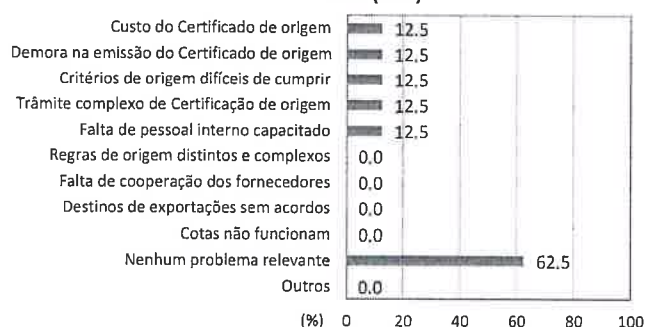 Custo do Certificado de origem 12.5
Demora na emissão do Certificado de origem 12.5
Critérios de origem difíceis de cumprir 12.5
Trâmite complexo de Certificação de origem 12.5
Falta de pessoal interno capacitado 12.5
Regras de origem distintos e complexos 0.0
Falta de cooperação dos fornecedores 0.0
Destinos de exportações sem acordos 0.0
Cotas não funcionam 0.0
Nenhum problema relevante 62.5
Outros 0.0
(%) 0 20 40 60 80 100